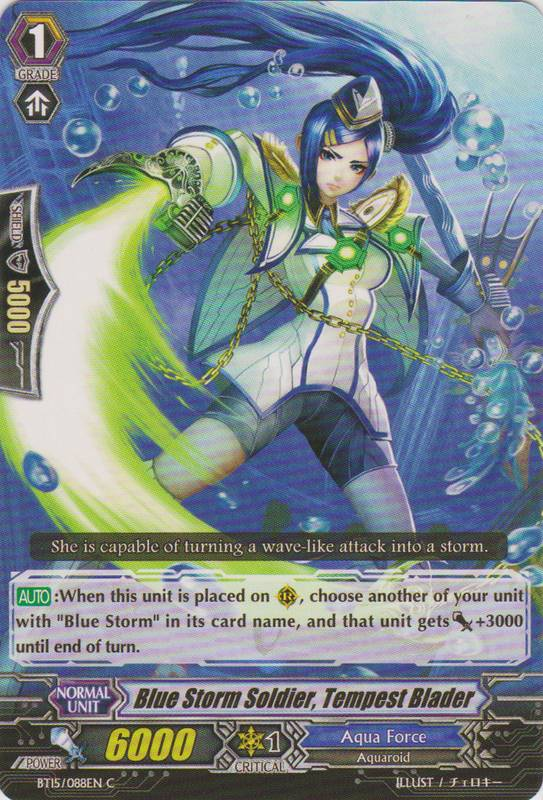 1
GRADE
SHIELD
5000
She is capable of turning a wave-like attack into a storm.
AUTO:When this unit is placed on R, choose another of your unit
with "Blue Storm" in its card name, and that unit gets +3000
until end of turn.
NORMAL
UNIT
Blue Storm Soldier, Tempest Blader
POWER
6000
1
CRITICAL
Aqua Force
Aquaroid
BT15/088EN C
ILLUST / チェロキー